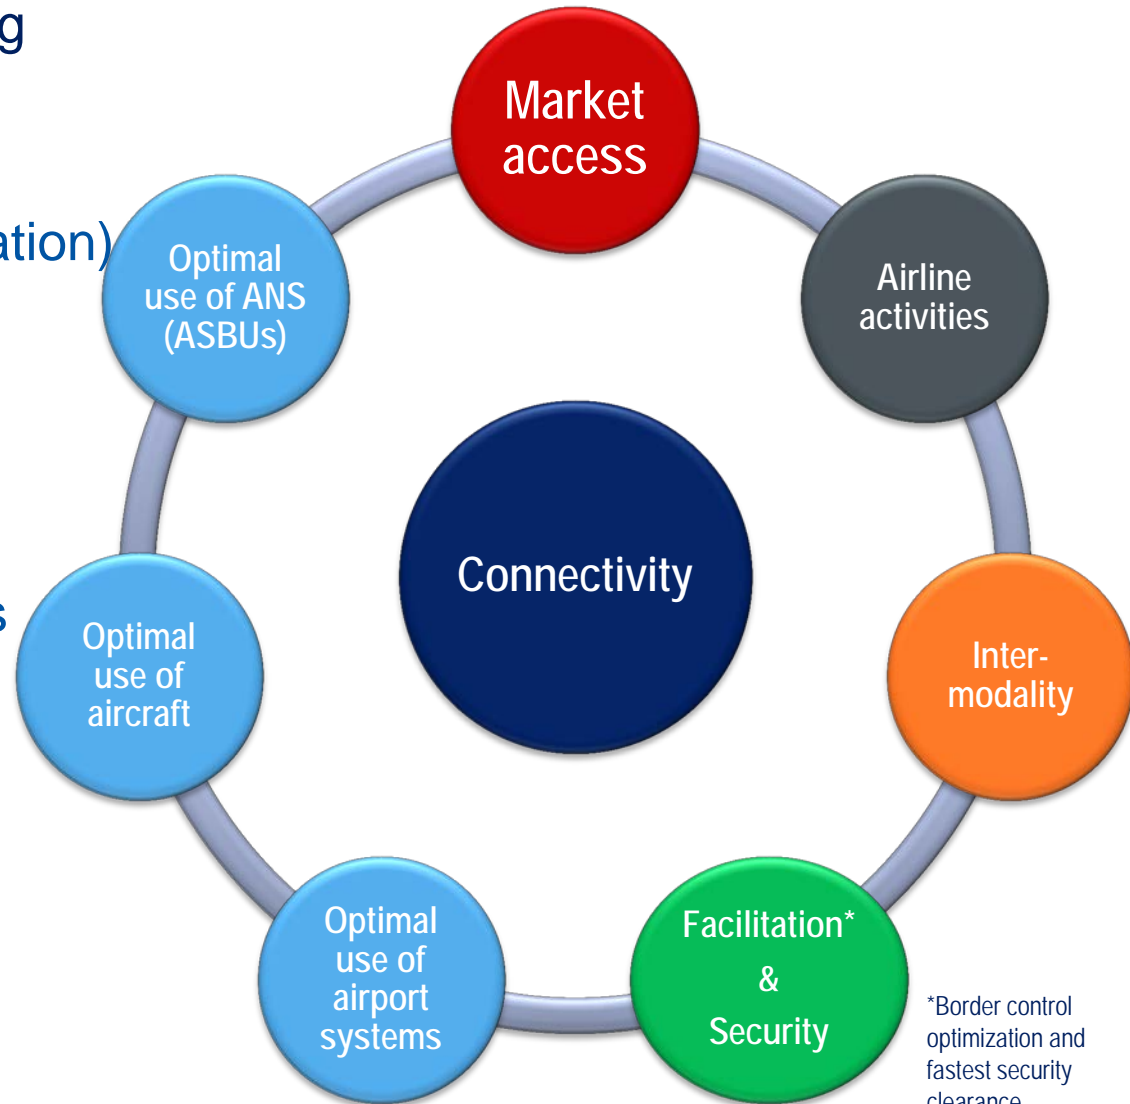 g
ation)
s
Market
access
Airline
activities
Inter-
modality
Facilitation*
&
Security
*Border control
optimization and
fastest security
clearance
Optimal
use of
airport
systems
Optimal
use of
aircraft
Optimal
use of ANS
(ASBUs)
Connectivity